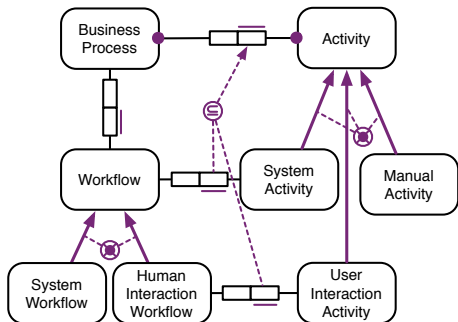 Business
Process
Activity
⊆
Workflow
System
Activity
Manual
Activity
System
Workflow
Human
Interaction
Workflow
User
Interaction
Activity